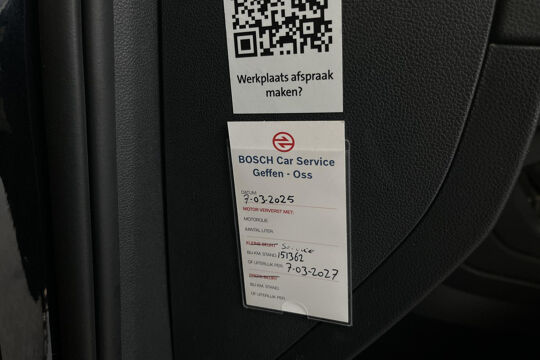 Werkplaats afspraak
maken?
BOSCH Car Service
Geffen - Oss
DATUM
7-03-2025
MOTOR VERVERST MET:
MOTOROLIE
AANTAL LITER
KLEINE BEURT Service
BIJ KM. STAND 151362
OF UITERLIJK PER: 7-03-2027
GROTE BEURT
BIJ KM. STAND:
OF UITERLIJK PER: